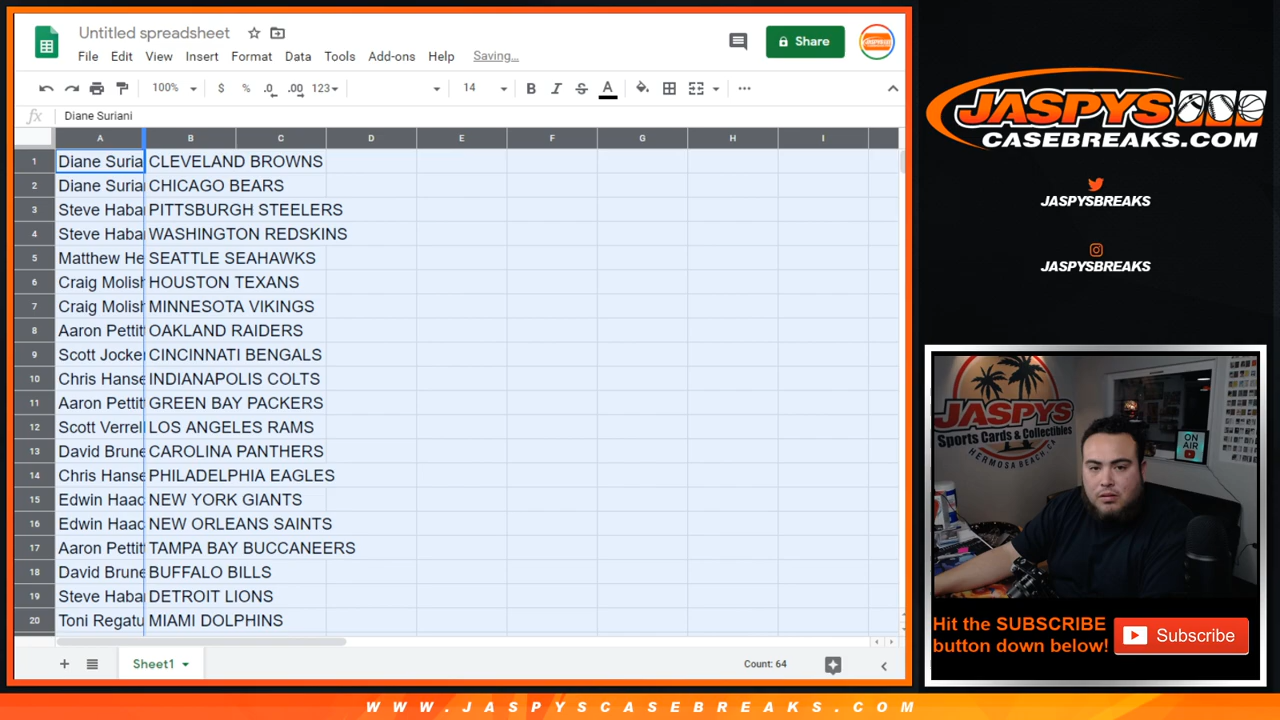 Untitled spreadsheet
File Edit View Insert Format Data Tools Add-ons Help Saving...
Share
100% $ % .0 .00 123 14 B I S A
fx Diane Suriani
A B C D E F G H I
1 Diane Suria CLEVELAND BROWNS
2 Diane Suria CHICAGO BEARS
3 Steve Haba PITTSBURGH STEELERS
4 Steve Haba WASHINGTON REDSKINS
5 Matthew He SEATTLE SEAHAWKS
6 Craig Molish HOUSTON TEXANS
7 Craig Molish MINNESOTA VIKINGS
8 Aaron Pettit OAKLAND RAIDERS
9 Scott Jocke CINCINNATI BENGALS
10 Chris Hanse INDIANAPOLIS COLTS
11 Aaron Pettit GREEN BAY PACKERS
12 Scott Verrell LOS ANGELES RAMS
13 David Brune CAROLINA PANTHERS
14 Chris Hanse PHILADELPHIA EAGLES
15 Edwin Haac NEW YORK GIANTS
16 Edwin Haac NEW ORLEANS SAINTS
17 Aaron Pettit TAMPA BAY BUCCANEERS
18 David Brune BUFFALO BILLS
19 Steve Haba DETROIT LIONS
20 Toni Regatu MIAMI DOLPHINS
Sheet1
Count: 64
JASPYS
CASEBREAKS.COM
JASPYSBREAKS
JASPYSBREAKS
JASPYS
Sports Cards & Collectibles
HERMOSA BEACH, CA
ON AIR
Hit the SUBSCRIBE
button down below!
Subscribe
WWW.JASPYSCASEBREAKS.COM